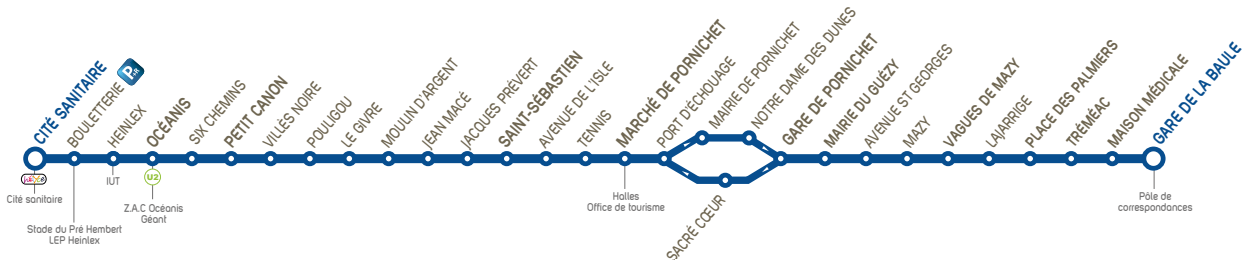 CITÉ SANITAIRE
BOULETTERIE
P+R
HEINLEX
OCÉANIS
SIX CHEMINS
PETIT CANON
VILLÈS NOIRE
POULIGOU
LE GIVRE
MOULIN D'ARGENT
JEAN MACÉ
JACQUES PRÉVERT
SAINT-SÉBASTIEN
AVENUE DE L'ISLE
TENNIS
MARCHÉ DE PORNICHET
PORT D'ÉCHOUAGE
MAIRIE DE PORNICHET
NOTRE DAME DES DUNES
SACRÉ CŒUR
GARE DE PORNICHET
MAIRIE DU GUÉZY
AVENUE ST GEORGES
MAZY
VAGUES DE MAZY
LAJARRIGE
PLACE DES PALMIERS
TRÉMÉAC
MAISON MÉDICALE
GARE DE LA BAULE
hélYce
Cité sanitaire
Stade du Pré Hembert
LEP Heinlex
IUT
U2
Z.A.C Océanis
Géant
Halles
Office de tourisme
Pôle de
correspondances